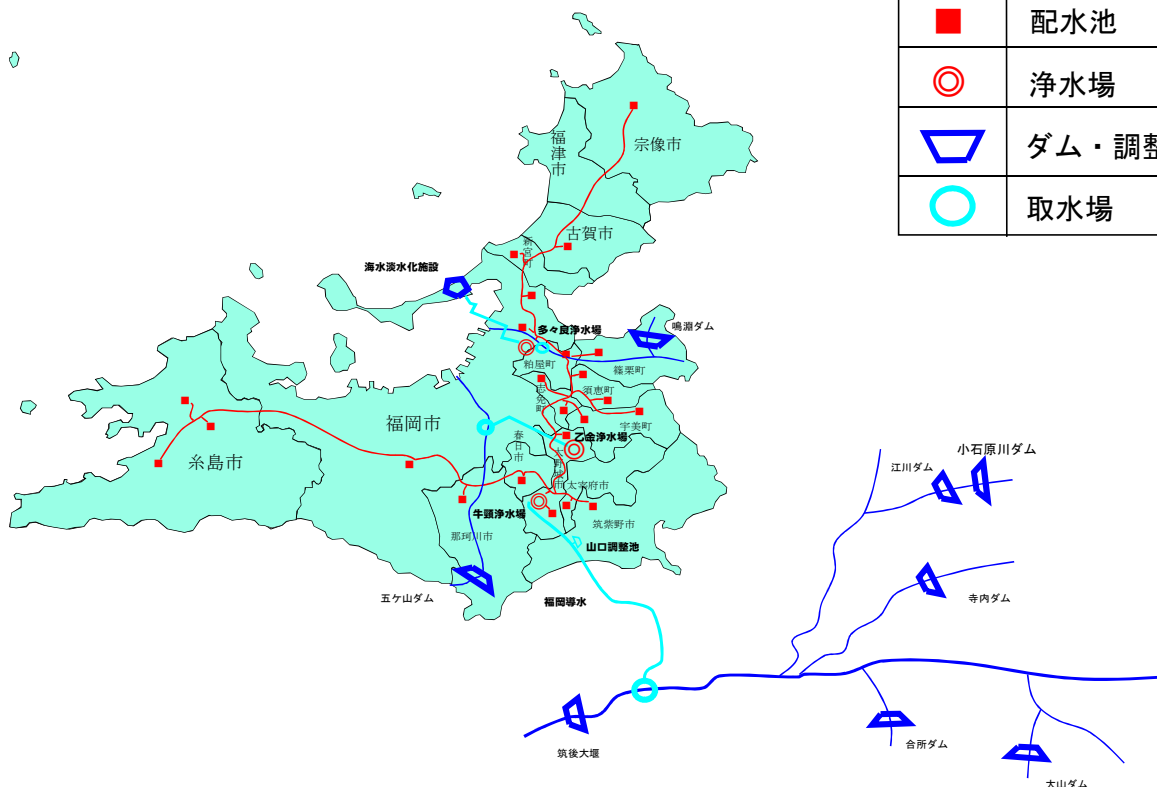 配水池
浄水場
ダム・調整
取水場
宗像市
福津市
古賀市
新宮町
海水淡水化施設
多々良浄水場
鳴淵ダム
粕屋町
篠栗町
志免町
須恵町
宇美町
福岡市
糸島市
乙金浄水場
春日市
大野城市
太宰府市
小石原川ダム
江川ダム
牛頸浄水場
筑紫野市
那珂川市
山口調整池
五ケ山ダム
福岡導水
寺内ダム
筑後大堰
合所ダム
大山ダム